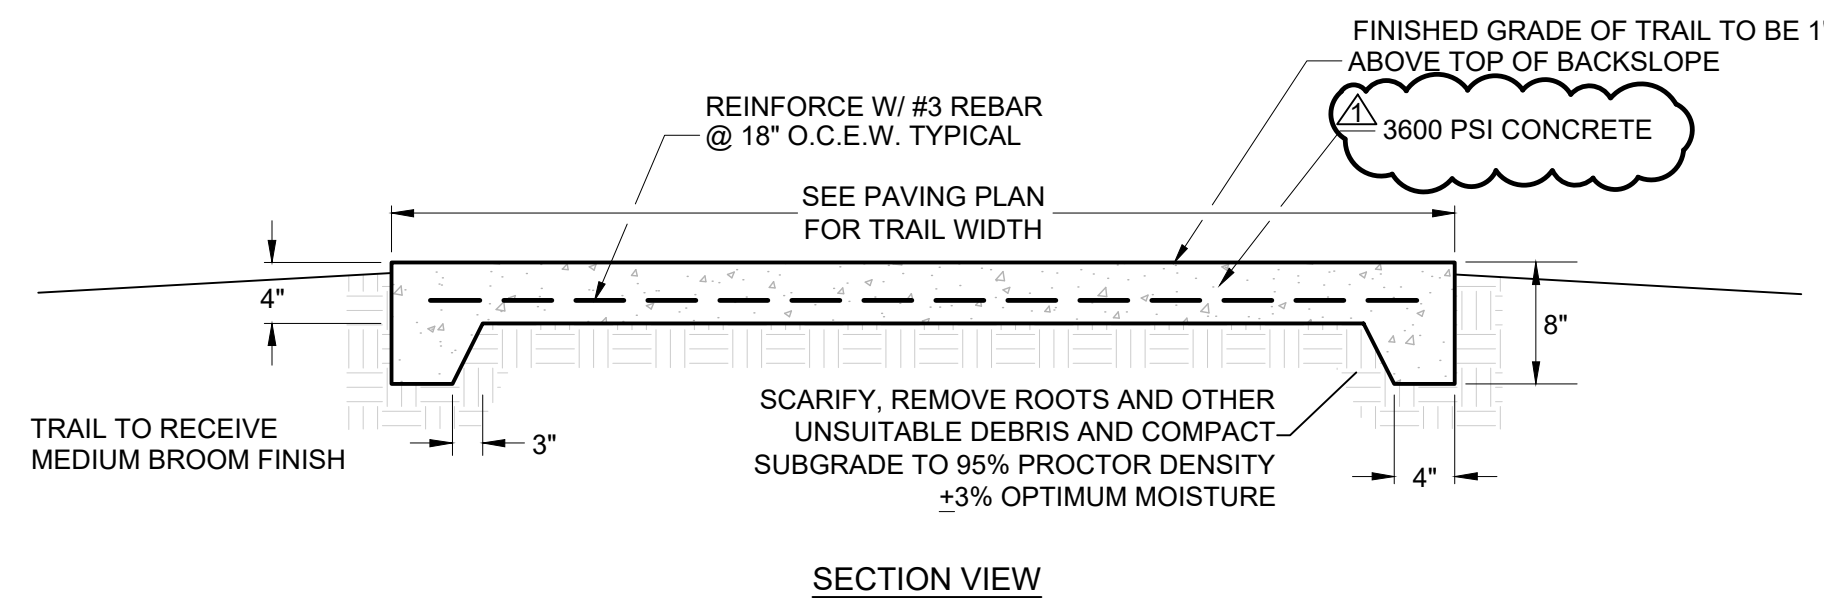 FINISHED GRADE OF TRAIL TO BE 1"
ABOVE TOP OF BACKSLOPE
REINFORCE W/ #3 REBAR
@ 18" O.C.E.W. TYPICAL
1
3600 PSI CONCRETE
SEE PAVING PLAN
FOR TRAIL WIDTH
4"
8"
SCARIFY, REMOVE ROOTS AND OTHER
UNSUITABLE DEBRIS AND COMPACT
SUBGRADE TO 95% PROCTOR DENSITY
±3% OPTIMUM MOISTURE
TRAIL TO RECEIVE
MEDIUM BROOM FINISH
3"
4"
SECTION VIEW